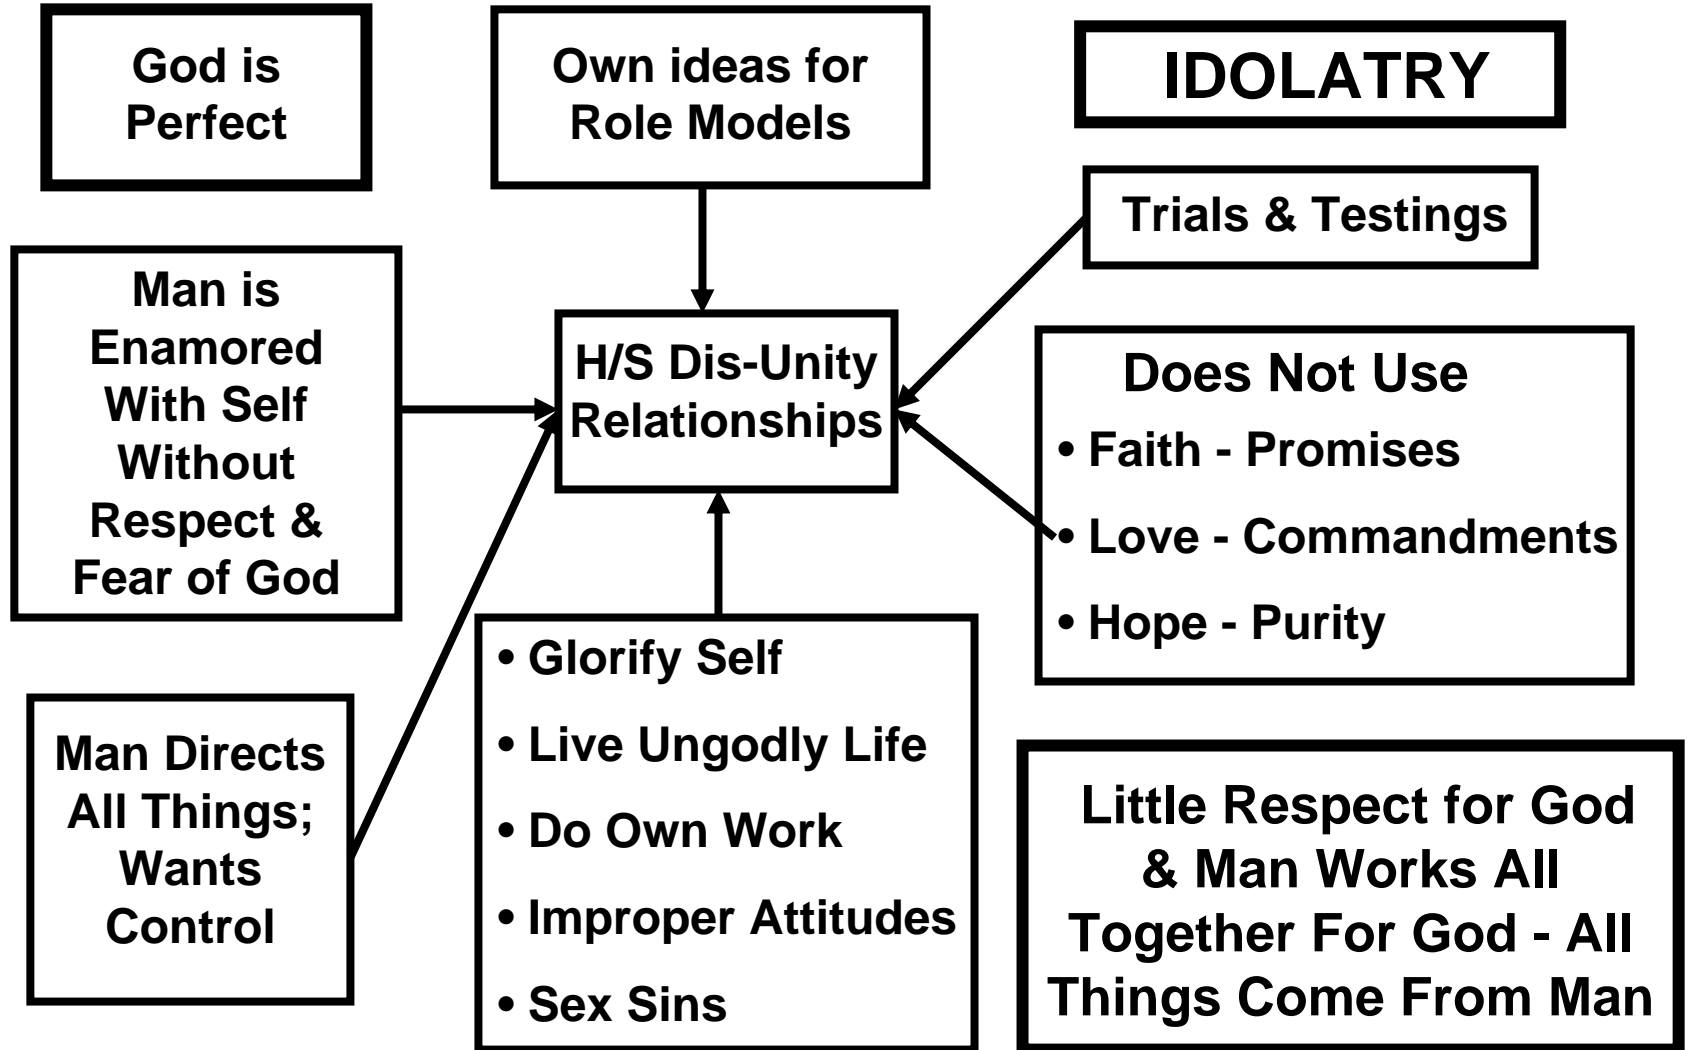 God is
Perfect
Own ideas for
Role Models
IDOLATRY
Trials & Testings
Man is
Enamored
With Self
Without
Respect &
Fear of God
H/S Dis-Unity
Relationships
Does Not Use
• Faith - Promises
• Love - Commandments
• Hope - Purity
Man Directs
All Things;
Wants
Control
• Glorify Self
• Live Ungodly Life
• Do Own Work
• Improper Attitudes
• Sex Sins
Little Respect for God
& Man Works All
Together For God - All
Things Come From Man